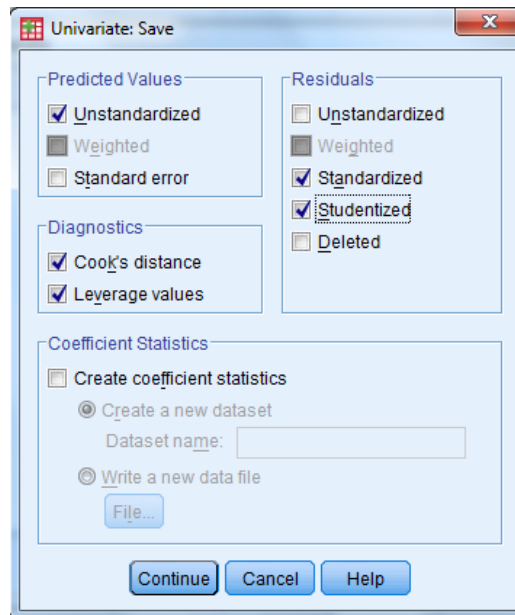 Univariate: Save
Predicted Values
Unstandardized
Weighted
Standard error
Diagnostics
Cook's distance
Leverage values
Residuals
Unstandardized
Weighted
Standardized
Studentized
Deleted
Coefficient Statistics
Create coefficient statistics
Create a new dataset
Dataset name:
Write a new data file
File...
Continue Cancel Help